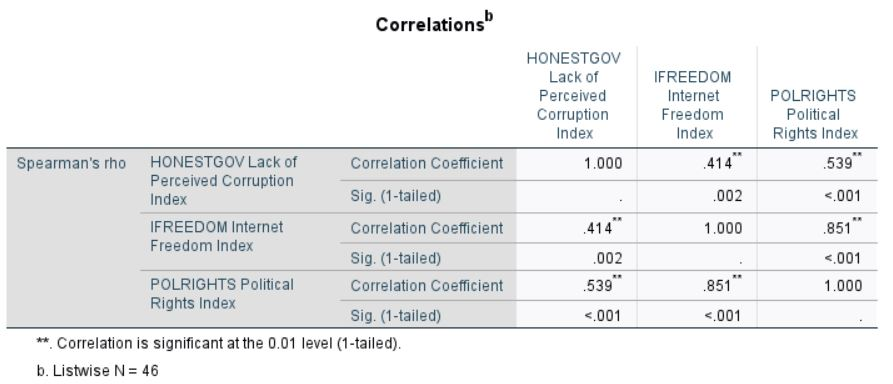 Correlationsb
HONESTGOV
Lack of
Perceived
Corruption
Index
IFREEDOM
Internet
Freedom
Index
POLRIGHTS
Political
Rights Index
Spearman's rho
HONESTGOV Lack of
Perceived Corruption
Index
Correlation Coefficient 1.000 .414** .539**
Sig. (1-tailed) . .002 <.001
IFREEDOM Internet
Freedom Index
Correlation Coefficient .414** 1.000 .851**
Sig. (1-tailed) .002 . <.001
POLRIGHTS Political
Rights Index
Correlation Coefficient .539** .851** 1.000
Sig. (1-tailed) <.001 <.001 .
**. Correlation is significant at the 0.01 level (1-tailed).
b. Listwise N = 46